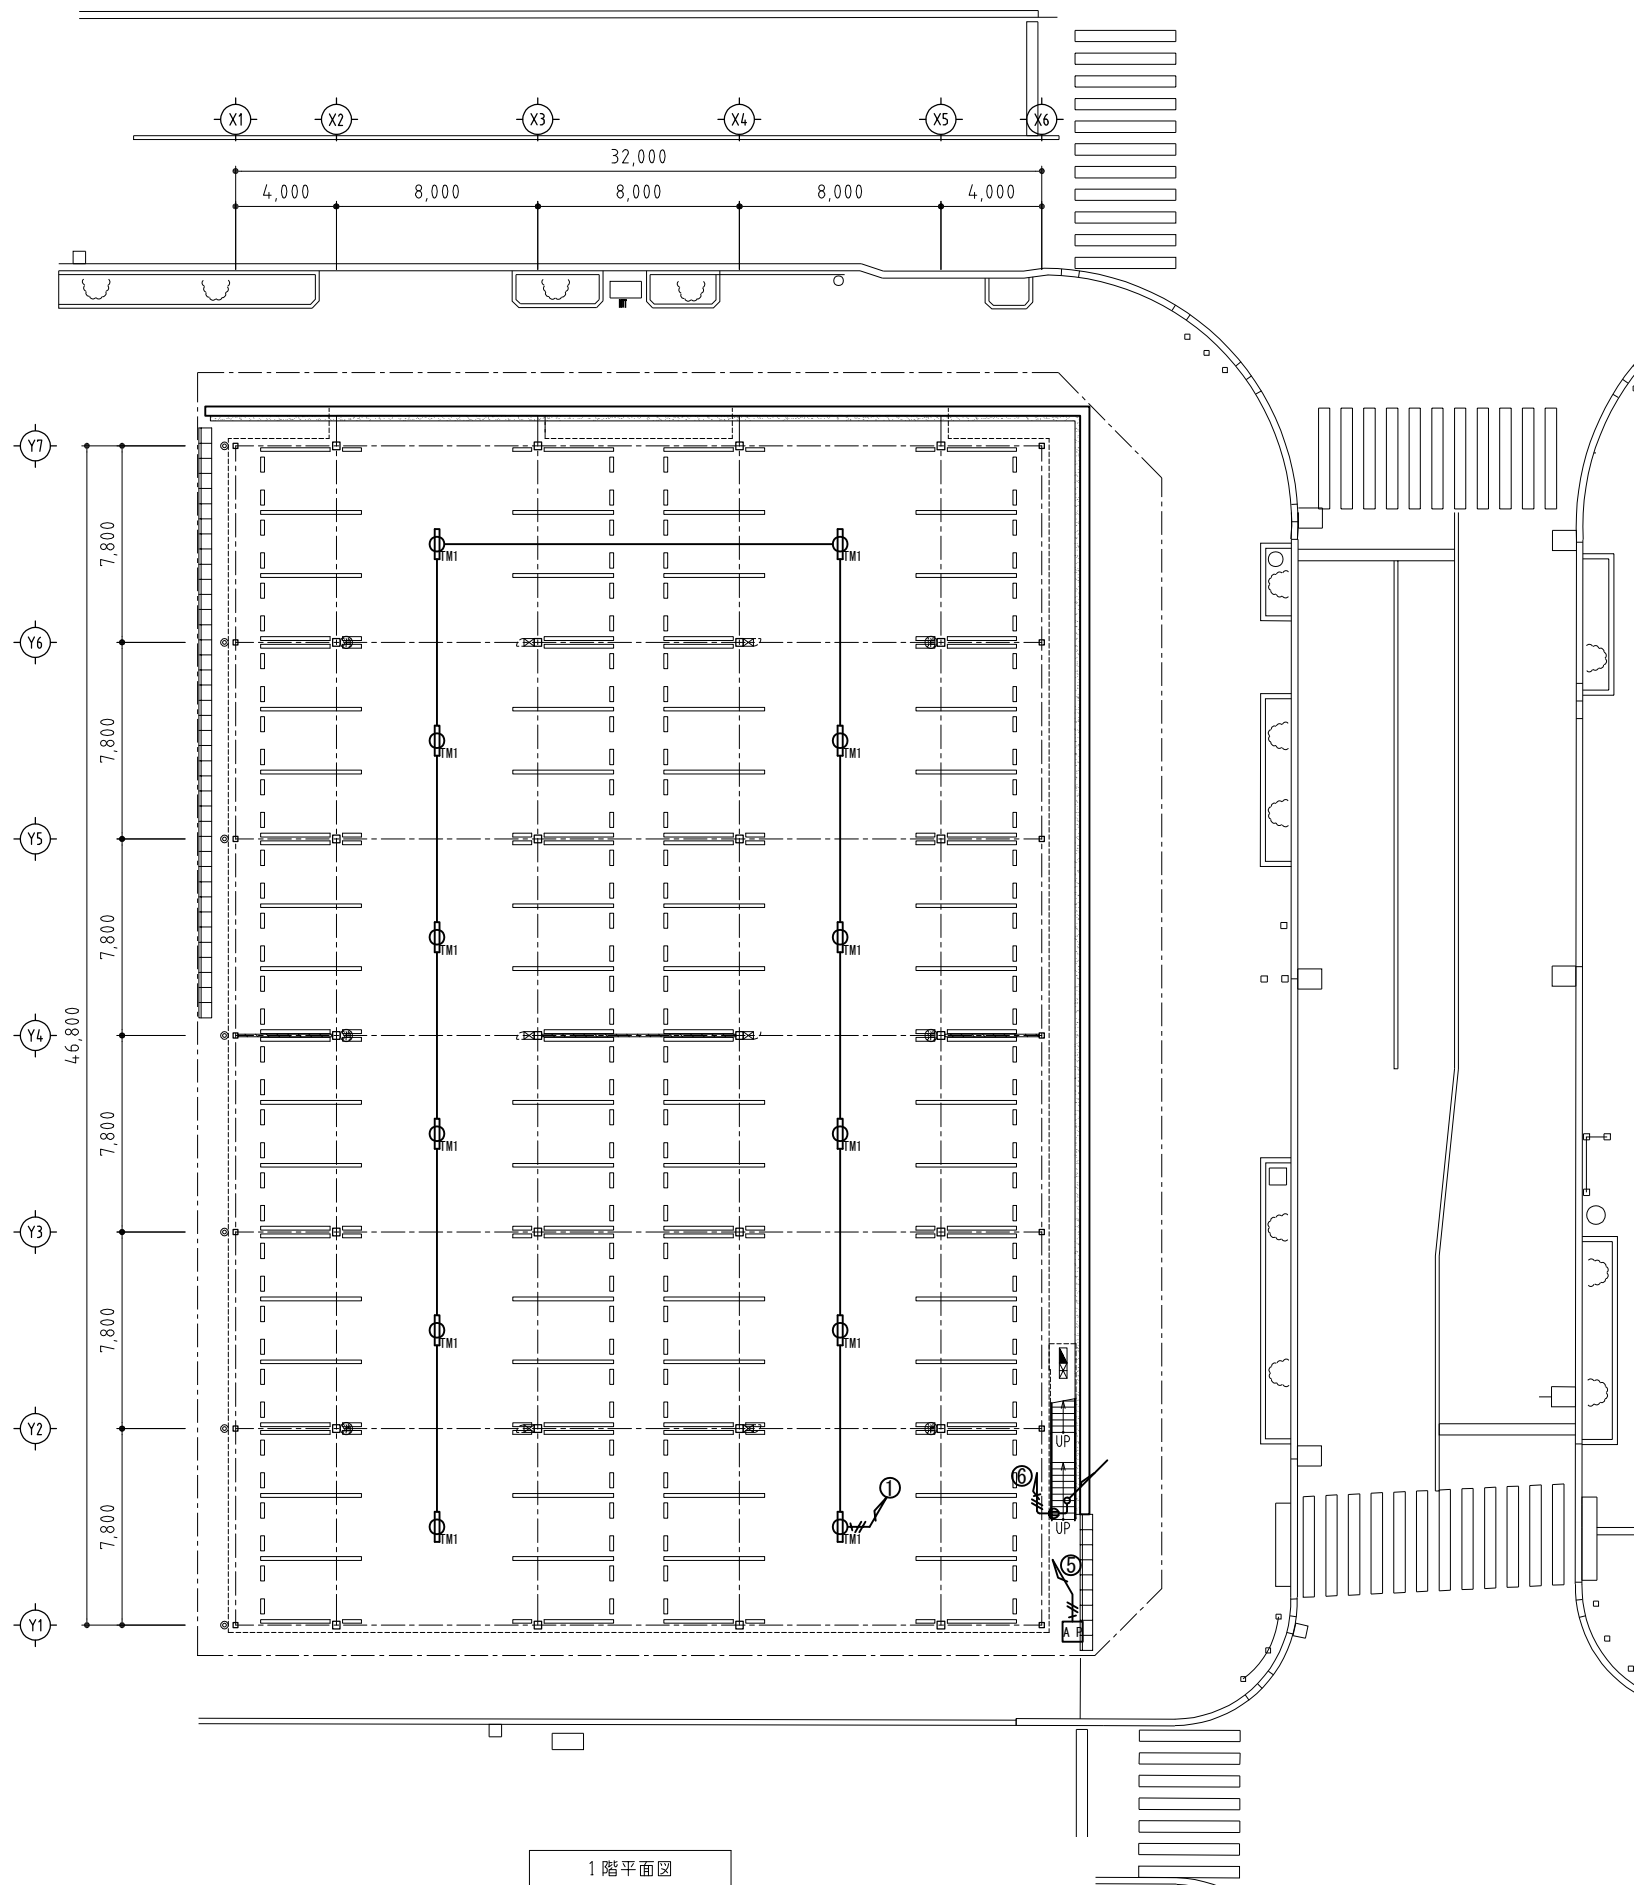 X1 X2 X3 X4 X5 X6
32,000
4,000 8,000 8,000 8,000 4,000
Y7
7,800
TM1 TM1
Y6
7,800
TM1 TM1
Y5
7,800
TM1 TM1
46,800
Y4
7,800
TM1 TM1
Y3
7,800
TM1 TM1
Y2
UP
⑥ ①
7,800
TM1 TM1 UP
⑤
Y1
A P
1階平面図